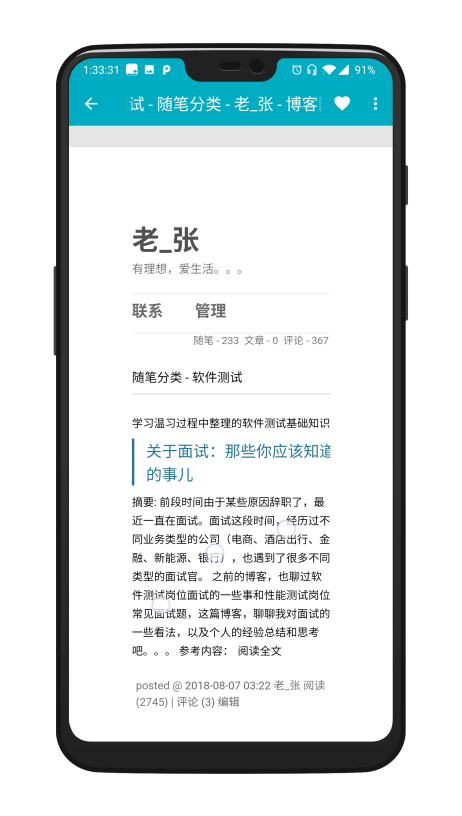 1:33:31 91%
试 - 随笔分类 - 老_张 - 博客
老_张
有理想，爱生活。。。
联系 管理
随笔 - 233 文章 - 0 评论 - 367
随笔分类 - 软件测试
学习温习过程中整理的软件测试基础知识
关于面试：那些你应该知道
的事儿
摘要: 前段时间由于某些原因辞职了，最
近一直在面试。面试这段时间，经历过不
同业务类型的公司（电商、酒店出行、金
融、新能源、银行），也遇到了很多不同
类型的面试官。 之前的博客，也聊过软
件测试岗位面试的一些事和性能测试岗位
常见面试题，这篇博客，聊聊我对面试的
一些看法，以及个人的经验总结和思考
吧。。。 参考内容： 阅读全文
posted @ 2018-08-07 03:22 老_张 阅读
(2745) | 评论 (3) 编辑